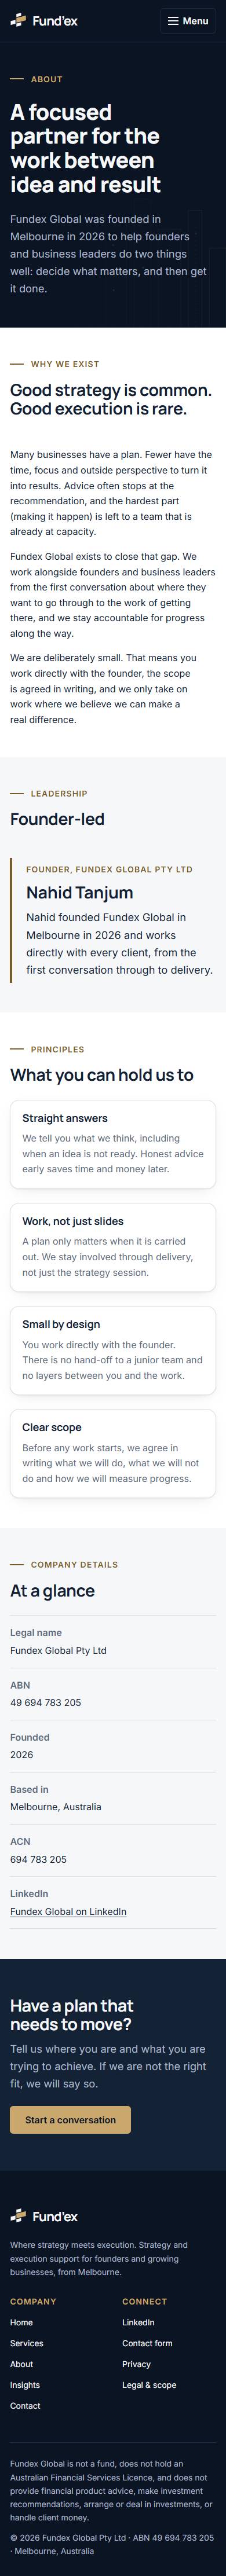 Fund'ex
Menu
ABOUT
A focused
partner for the
work between
idea and result
Fundex Global was founded in
Melbourne in 2026 to help founders
and business leaders do two things
well: decide what matters, and then get
it done.
WHY WE EXIST
Good strategy is common.
Good execution is rare.
Many businesses have a plan. Fewer have the
time, focus and outside perspective to turn it
into results. Advice often stops at the
recommendation, and the hardest part
(making it happen) is left to a team that is
already at capacity.
Fundex Global exists to close that gap. We
work alongside founders and business leaders
from the first conversation about where they
want to go through to the work of getting
there, and we stay accountable for progress
along the way.
We are deliberately small. That means you
work directly with the founder, the scope
is agreed in writing, and we only take on
work where we believe we can make a
real difference.
LEADERSHIP
Founder-led
FOUNDER, FUNDEX GLOBAL PTY LTD
Nahid Tanjum
Nahid founded Fundex Global in
Melbourne in 2026 and works
directly with every client, from the
first conversation through to delivery.
PRINCIPLES
What you can hold us to
Straight answers
We tell you what we think, including
when an idea is not ready. Honest advice
early saves time and money later.
Work, not just slides
A plan only matters when it is carried
out. We stay involved through delivery,
not just the strategy session.
Small by design
You work directly with the founder.
There is no hand-off to a junior team and
no layers between you and the work.
Clear scope
Before any work starts, we agree in
writing what we will do, what we will not
do and how we will measure progress.
COMPANY DETAILS
At a glance
Legal name
Fundex Global Pty Ltd
ABN
49 694 783 205
Founded
2026
Based in
Melbourne, Australia
ACN
694 783 205
LinkedIn
Fundex Global on LinkedIn
Have a plan that
needs to move?
Tell us where you are and what you are
trying to achieve. If we are not the right
fit, we will say so.
Start a conversation
Fund'ex
Where strategy meets execution. Strategy and
execution support for founders and growing
businesses, from Melbourne.
COMPANY
Home
Services
About
Insights
Contact
CONNECT
LinkedIn
Contact form
Privacy
Legal & scope
Fundex Global is not a fund, does not hold an
Australian Financial Services Licence, and does not
provide financial product advice, make investment
recommendations, arrange or deal in investments, or
handle client money.
© 2026 Fundex Global Pty Ltd · ABN 49 694 783 205
· Melbourne, Australia